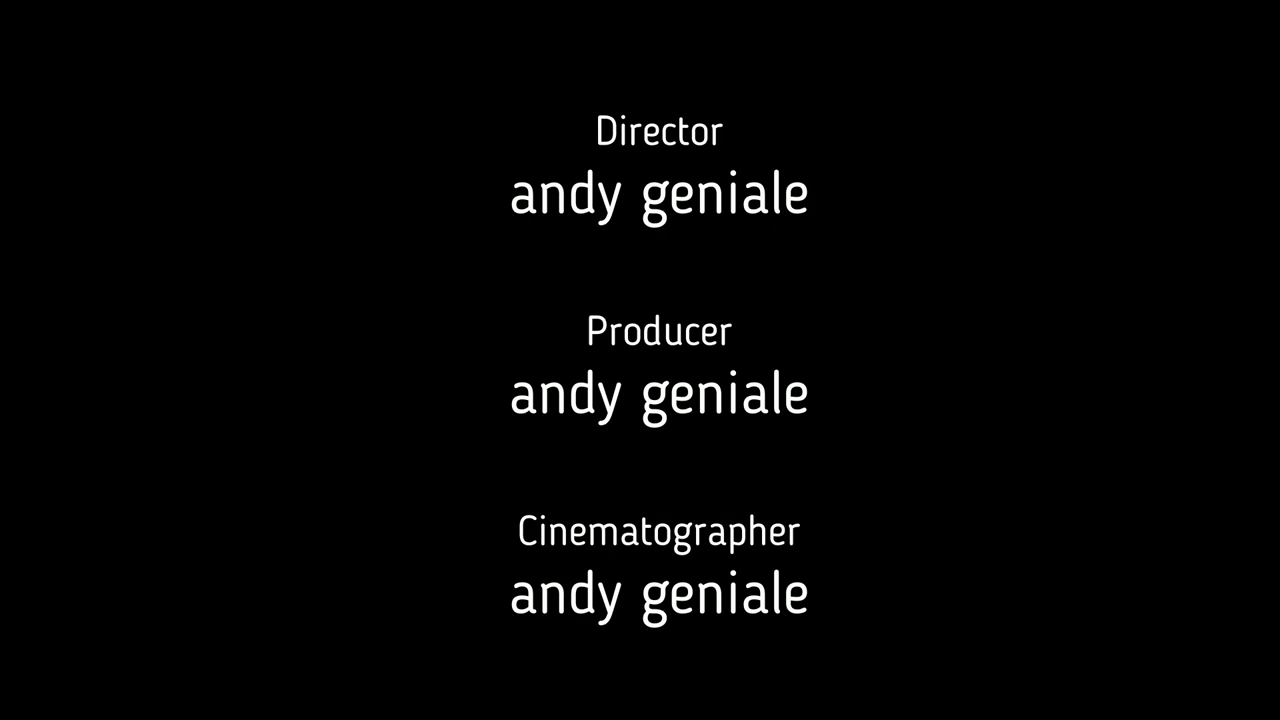 Director
andy geniale
Producer
andy geniale
Cinematographer
andy geniale